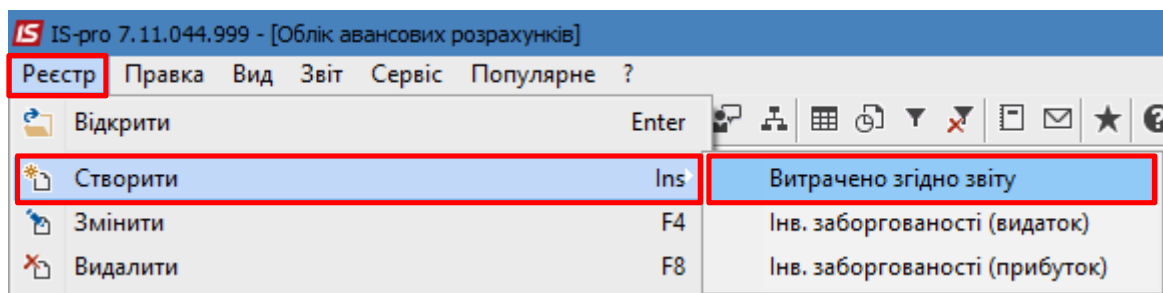 IS IS-pro 7.11.044.999 - [Облік авансових розрахунків]
Реєстр Правка Вид Звіт Сервіс Популярне ?
Відкрити Enter
Створити Ins Витрачено згідно звіту
Змінити F4 Інв. заборгованості (видаток)
Видалити F8 Інв. заборгованості (прибуток)